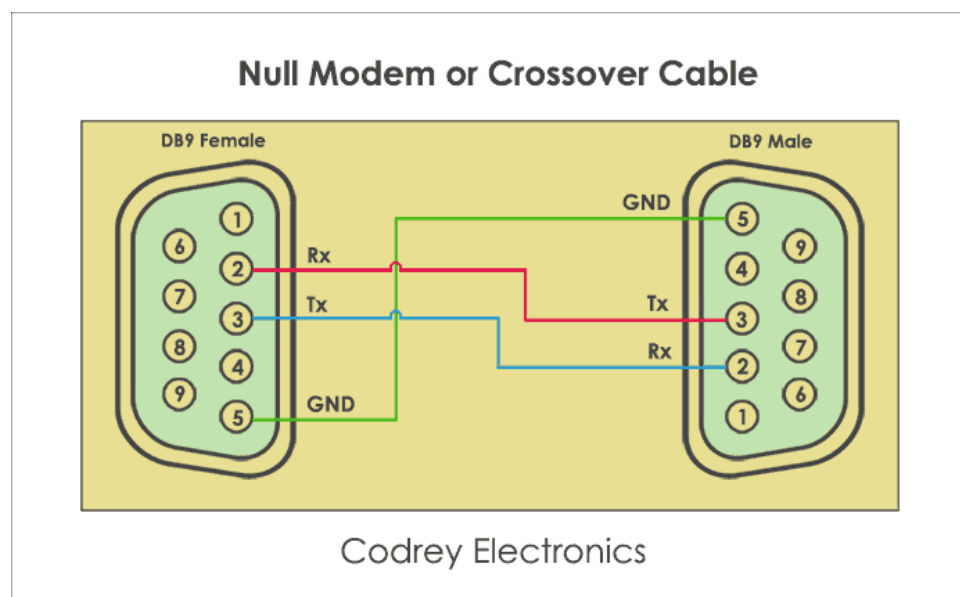 Null Modem or Crossover Cable
DB9 Female
DB9 Male
1
6
2
7
3
8
4
9
5
Rx
Tx
GND
GND
Tx
Rx
5
9
4
8
3
7
2
6
1
Codrey Electronics